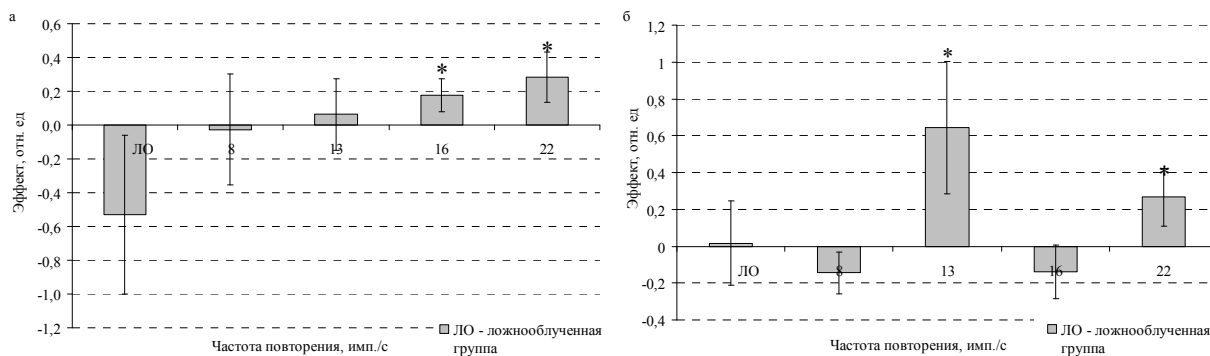 а
0,6
0,4
0,2
0,0
-0,2
-0,4
-0,6
-0,8
-1,0
-1,2
Эффект, отн. ед
ЛО
8
13
16
22
*
*
Частота повторения, имп./с
ЛО - ложнооблученная
группа
б
1,2
1
0,8
0,6
0,4
0,2
0
-0,2
-0,4
Эффект, отн. ед
ЛО
8
13
16
22
*
*
Частота повторения, имп./с
ЛО - ложнооблученная
группа